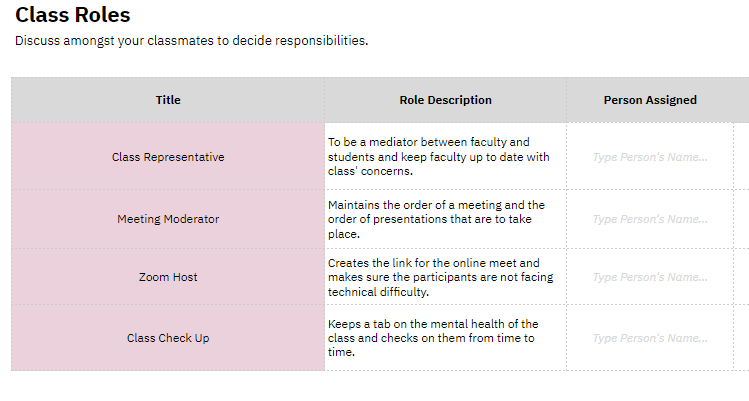 Class Roles
Discuss amongst your classmates to decide responsibilities.
Title
Role Description
Person Assigned
Class Representative
To be a mediator between faculty and
students and keep faculty up to date with
class' concerns.
Type Person's Name...
Meeting Moderator
Maintains the order of a meeting and the
order of presentations that are to take
place.
Type Person's Name...
Zoom Host
Creates the link for the online meet and
makes sure the participants are not facing
technical difficulty.
Type Person's Name...
Class Check Up
Keeps a tab on the mental health of the
class and checks on them from time to
time.
Type Person's Name...